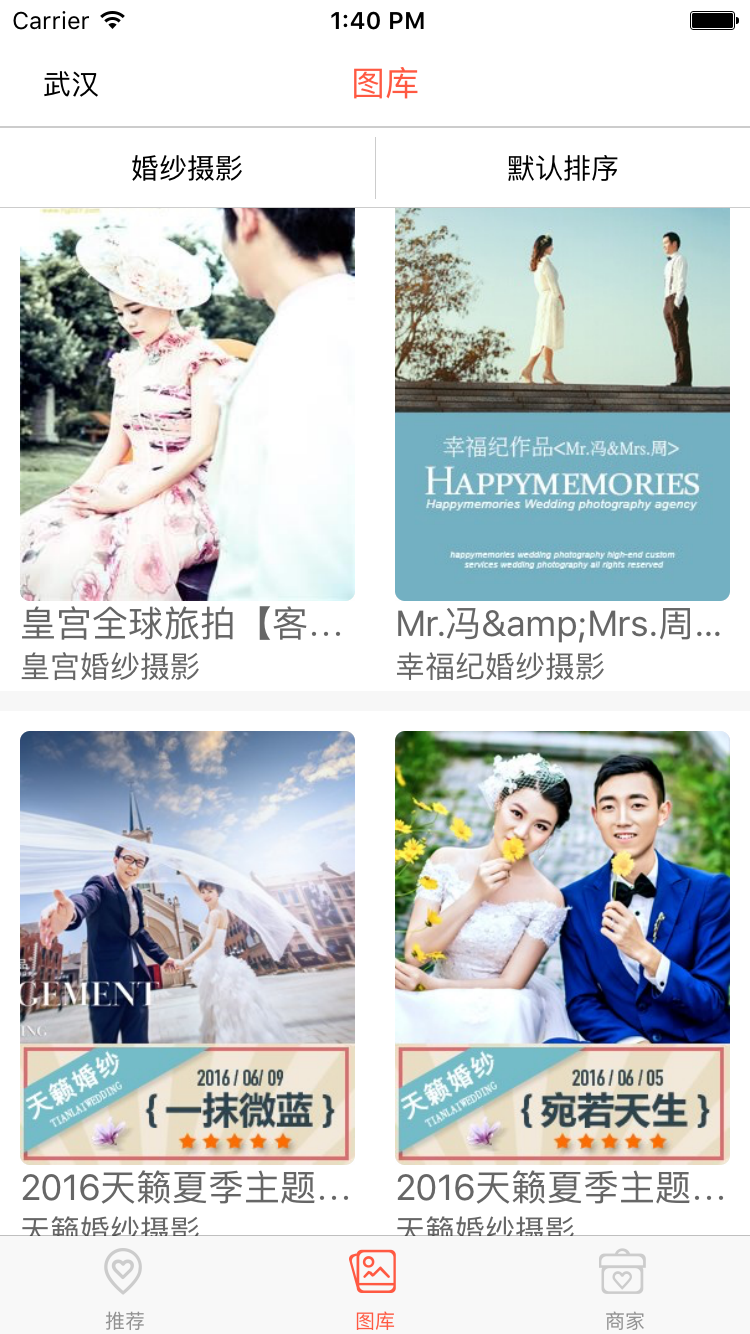 Carrier 1:40 PM
武汉
图库
婚纱摄影
默认排序
幸福纪作品<Mr.冯&Mrs.周>
HAPPYMEMORIES
Happymemories Wedding photography agency
happymemories wedding photography high-end custom
services wedding photography all rights reserved
皇宫全球旅拍【客...
皇宫婚纱摄影
Mr.冯&amp;Mrs.周...
幸福纪婚纱摄影
GEMENT
ING
天籁婚纱
TIANLAIWEDDING
2016 / 06/ 09
{一抹微蓝}
天籁婚纱
TIANLAIWEDDING
2016 / 06 / 05
{宛若天生}
2016天籁夏季主题...
天籁婚纱摄影
2016天籁夏季主题...
天籁婚纱摄影
推荐
图库
商家